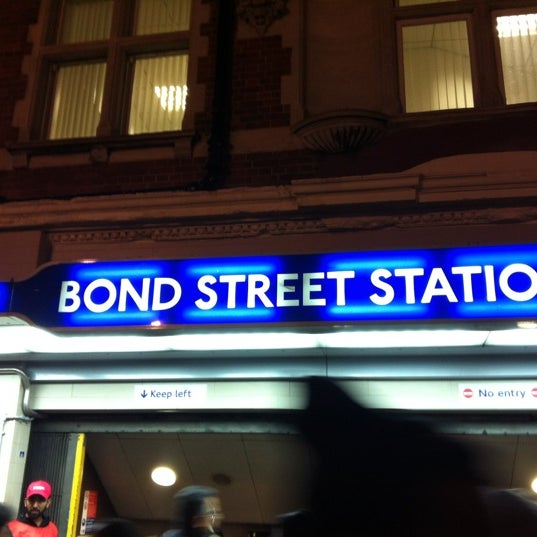 BOND STREET STATIO
↓ Keep left
No entry